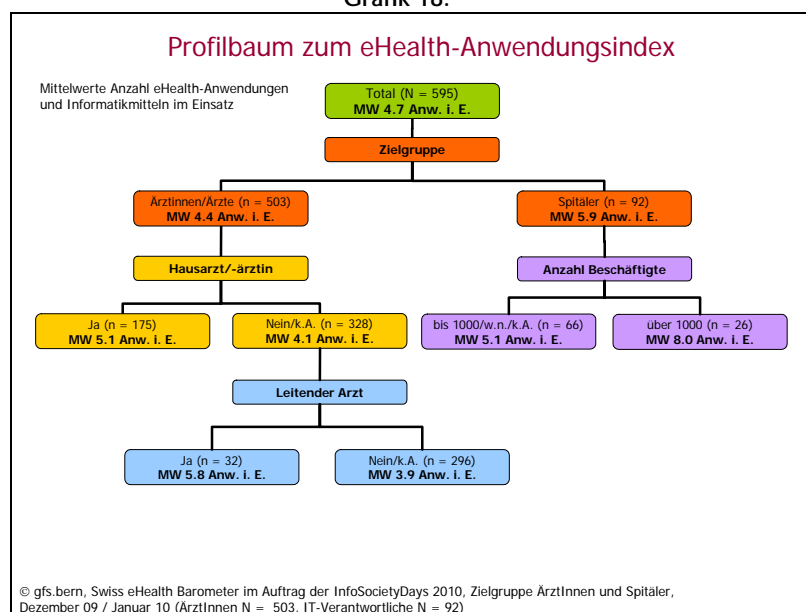 Grafik 18:
Profilbaum zum eHealth-Anwendungsindex
Mittelwerte Anzahl eHealth-Anwendungen
und Informatikmitteln im Einsatz
Total (N = 595)
MW 4.7 Anw. i. E.
Zielgruppe
Ärztinnen/Ärzte (n = 503)
MW 4.4 Anw. i. E.
Spitäler (n = 92)
MW 5.9 Anw. i. E.
Hausarzt/-ärztin
Anzahl Beschäftigte
Ja (n = 175)
MW 5.1 Anw. i. E.
Nein/k.A. (n = 328)
MW 4.1 Anw. i. E.
bis 1000/w.n./k.A. (n = 66)
MW 5.1 Anw. i. E.
über 1000 (n = 26)
MW 8.0 Anw. i. E.
Leitender Arzt
Ja (n = 32)
MW 5.8 Anw. i. E.
Nein/k.A. (n = 296)
MW 3.9 Anw. i. E.
© gfs.bern, Swiss eHealth Barometer im Auftrag der InfoSocietyDays 2010, Zielgruppe ÄrztInnen und Spitäler,
Dezember 09 / Januar 10 (ÄrztInnen N = 503, IT-Verantwortliche N = 92)